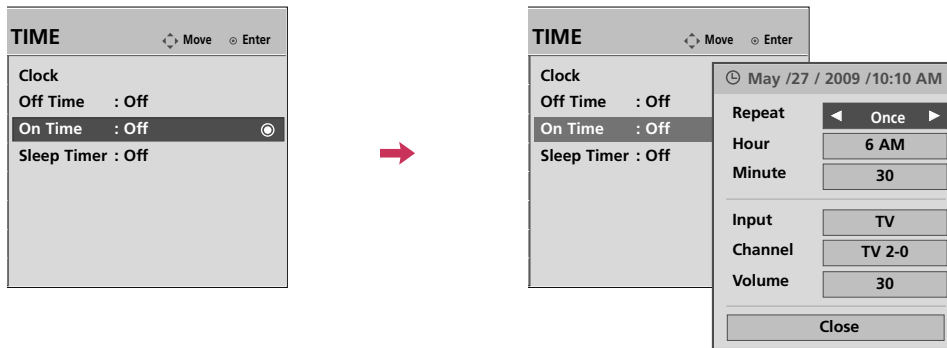 TIME Move Enter
Clock
Off Time : Off
On Time : Off
Sleep Timer : Off
TIME Move Enter
Clock
Off Time : Off
On Time : Off
Sleep Timer : Off
May /27 / 2009 /10:10 AM
Repeat ◀ Once ▶
Hour 6 AM
Minute 30
Input TV
Channel TV 2-0
Volume 30
Close